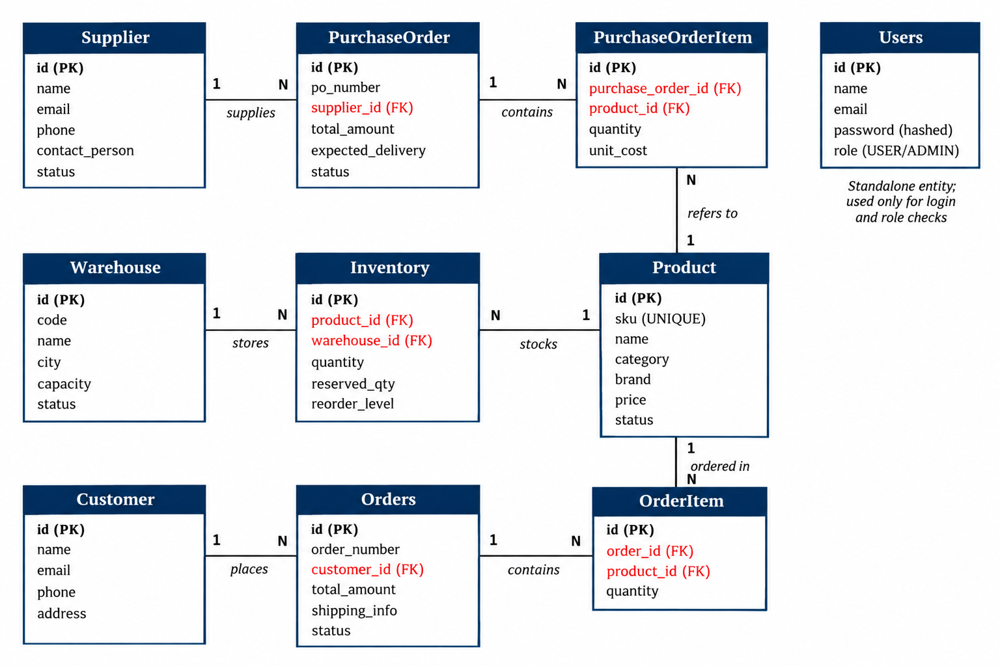 Supplier
id (PK)
name
email
phone
contact_person
status
1
N
supplies
PurchaseOrder
id (PK)
po_number
supplier_id (FK)
total_amount
expected_delivery
status
1
N
contains
PurchaseOrderItem
id (PK)
purchase_order_id (FK)
product_id (FK)
quantity
unit_cost
Users
id (PK)
name
email
password (hashed)
role (USER/ADMIN)
Standalone entity;
used only for login
and role checks
N
refers to
1
Warehouse
id (PK)
code
name
city
capacity
status
1
N
stores
Inventory
id (PK)
product_id (FK)
warehouse_id (FK)
quantity
reserved_qty
reorder_level
N
1
stocks
Product
id (PK)
sku (UNIQUE)
name
category
brand
price
status
1
ordered in
N
Customer
id (PK)
name
email
phone
address
1
N
places
Orders
id (PK)
order_number
customer_id (FK)
total_amount
shipping_info
status
1
N
contains
OrderItem
id (PK)
order_id (FK)
product_id (FK)
quantity